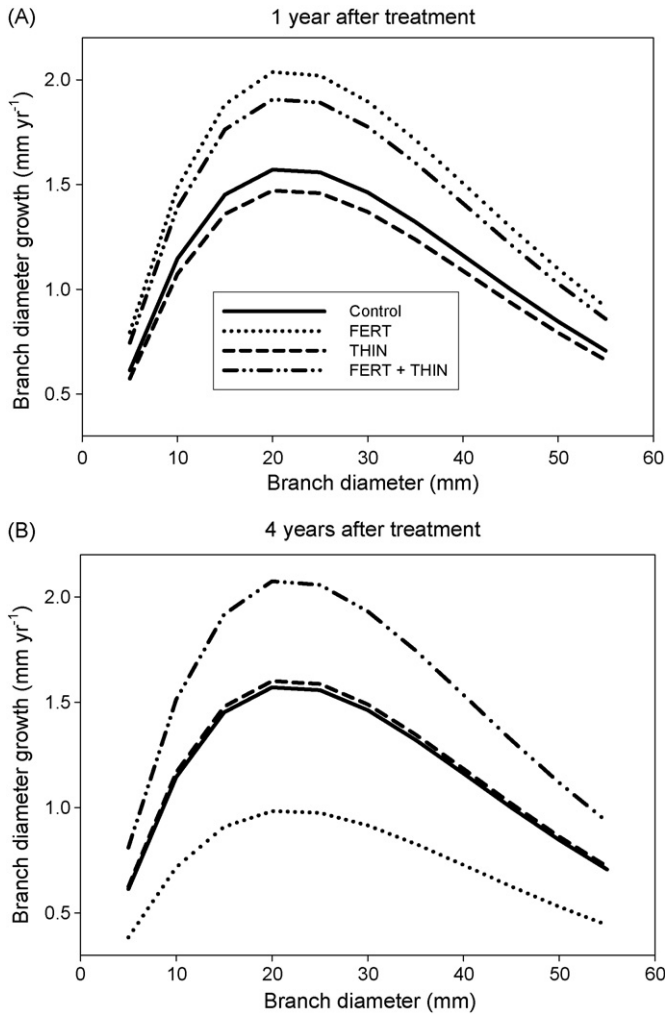 (A)
1 year after treatment
Branch diameter growth (mm yr⁻¹)
2.0
1.5
1.0
0.5
Control
FERT
THIN
FERT + THIN
0 10 20 30 40 50 60
Branch diameter (mm)
(B)
4 years after treatment
Branch diameter growth (mm yr⁻¹)
2.0
1.5
1.0
0.5
0 10 20 30 40 50 60
Branch diameter (mm)